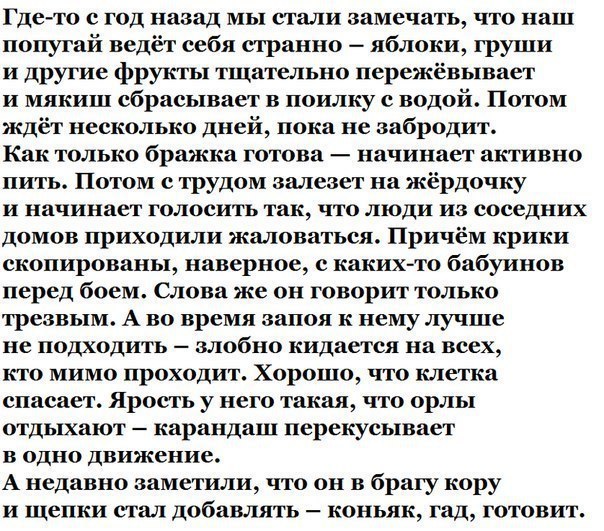 Где-то с год назад мы стали замечать, что наш
попугай ведёт себя странно – яблоки, груши
и другие фрукты тщательно пережёвывает
и мякиш сбрасывает в поилку с водой. Потом
ждёт несколько дней, пока не забродит.
Как только бражка готова — начинает активно
пить. Потом с трудом залезет на жёрдочку
и начинает голосить так, что люди из соседних
домов приходили жаловаться. Причём крики
скопированы, наверное, с каких-то бабуинов
перед боем. Слова же он говорит только
трезвым. А во время запоя к нему лучше
не подходить – злобно кидается на всех,
кто мимо проходит. Хорошо, что клетка
спасает. Ярость у него такая, что орлы
отдыхают – карандаш перекусывает
в одно движение.
А недавно заметили, что он в брагу кору
и щепки стал добавлять – коньяк, гад, готовит.